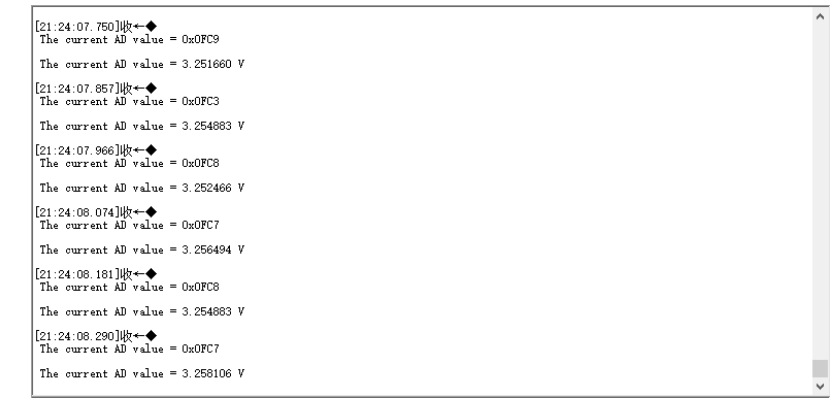 [21:24:07.750]收←◆
The current AD value = 0x0FC9
The current AD value = 3.251660 V
[21:24:07.857]收←◆
The current AD value = 0x0FC3
The current AD value = 3.254883 V
[21:24:07.966]收←◆
The current AD value = 0x0FC8
The current AD value = 3.252466 V
[21:24:08.074]收←◆
The current AD value = 0x0FC7
The current AD value = 3.256494 V
[21:24:08.181]收←◆
The current AD value = 0x0FC8
The current AD value = 3.254883 V
[21:24:08.290]收←◆
The current AD value = 0x0FC7
The current AD value = 3.258106 V